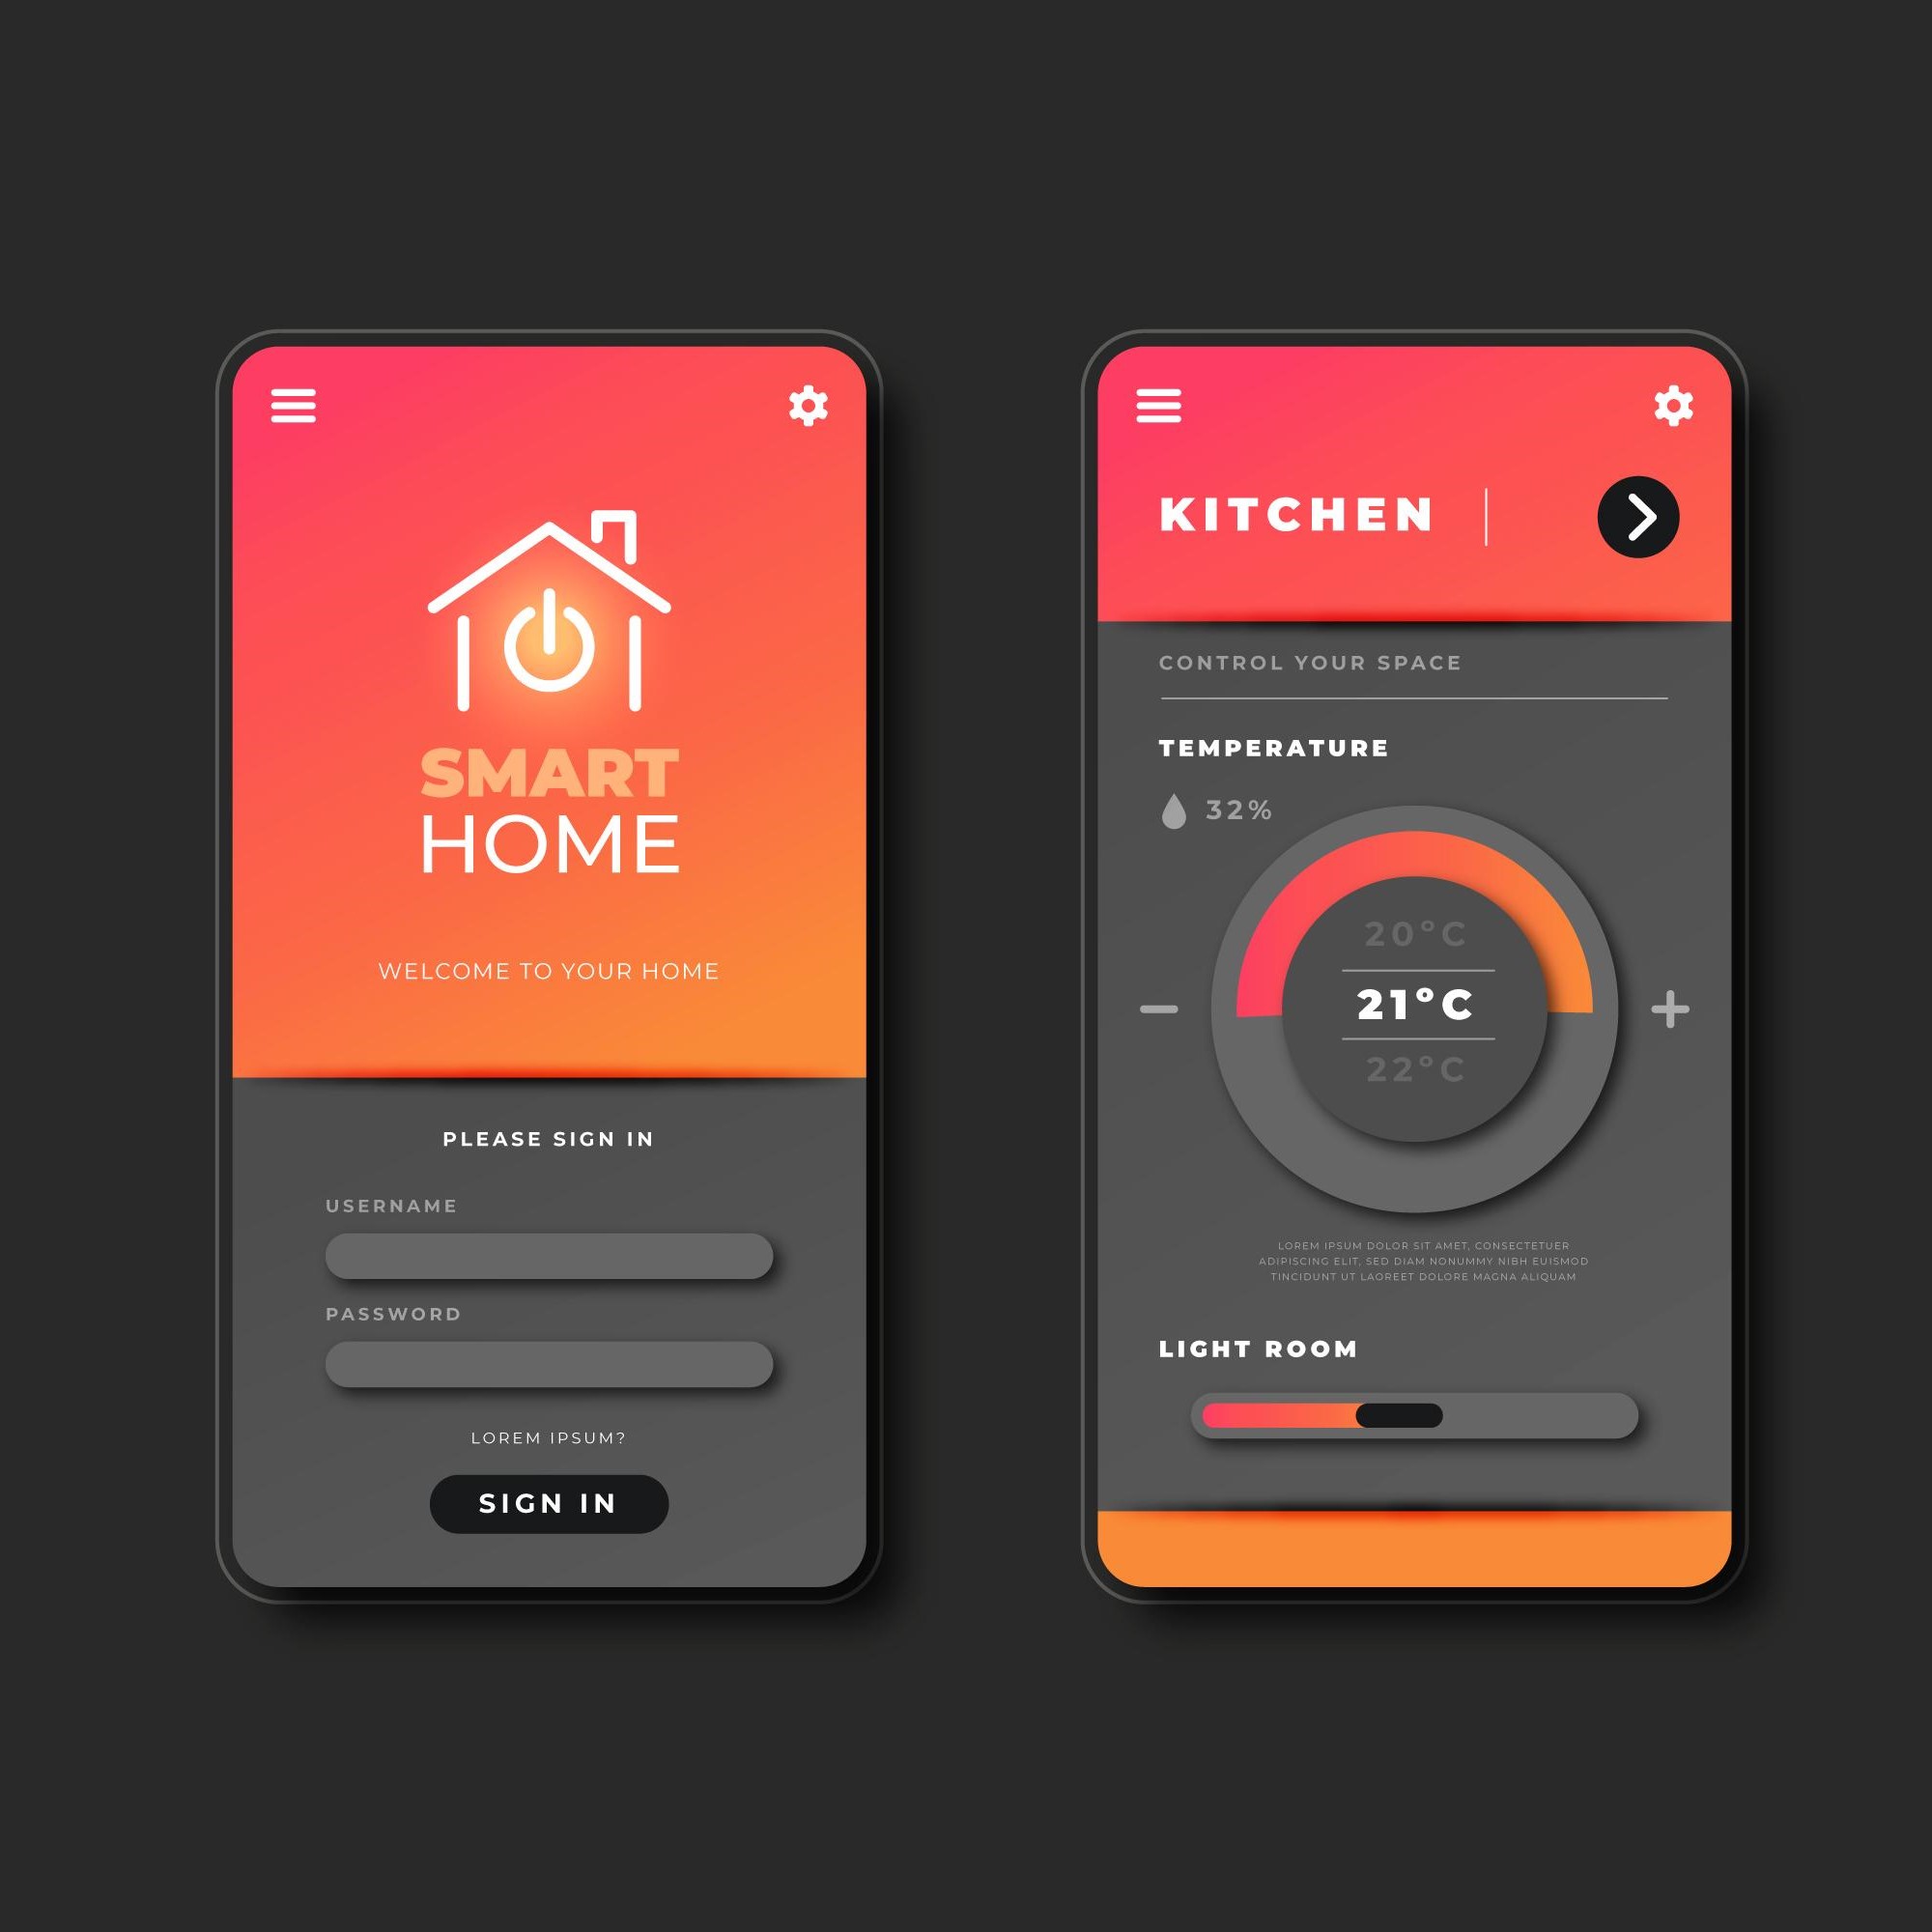 SMART
HOME
WELCOME TO YOUR HOME
PLEASE SIGN IN
USERNAME
PASSWORD
LOREM IPSUM?
SIGN IN
KITCHEN
CONTROL YOUR SPACE
TEMPERATURE
32%
20°C
21°C
22°C
LOREM IPSUM DOLOR SIT AMET, CONSECTETUER
ADIPISCING ELIT, SED DIAM NONUMMY NIBH EUISMOD
TINCIDUNT UT LAOREET DOLORE MAGNA ALIQUAM
LIGHT ROOM